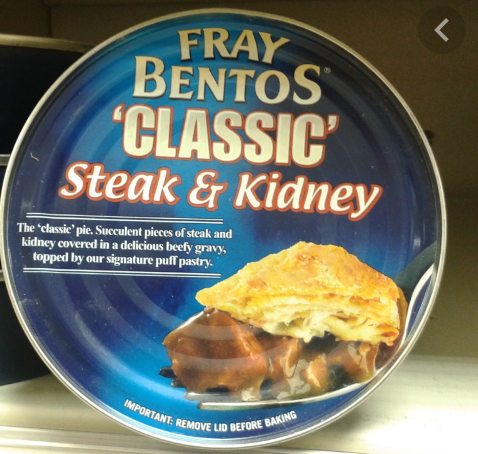 FRAY
BENTOS®
'CLASSIC'
Steak & Kidney
The 'classic' pie. Succulent pieces of steak and
kidney covered in a delicious beefy gravy,
topped by our signature puff pastry.
IMPORTANT: REMOVE LID BEFORE BAKING